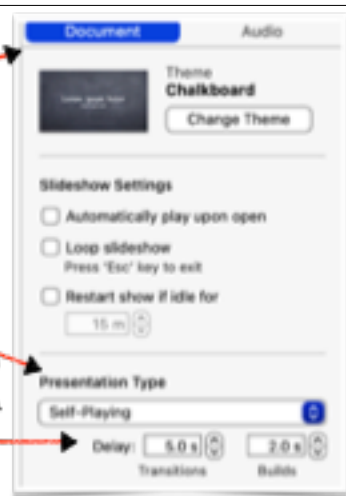 Document Audio
Theme
Chalkboard
Change Theme
Slideshow Settings
Automatically play upon open
Loop slideshow
Press 'Esc' key to exit
Restart show if idle for
15 m
Presentation Type
Self-Playing
Delay: 5.0 s 2.0 s
Transitions Builds